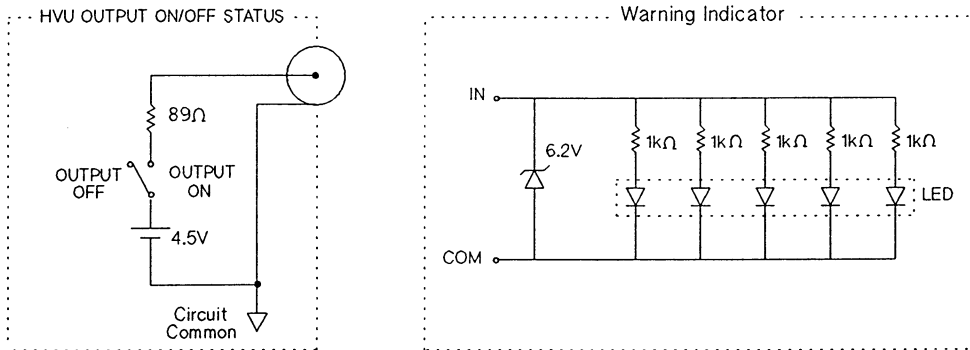 HVU OUTPUT ON/OFF STATUS
89Ω
OUTPUT
OFF
OUTPUT
ON
4.5V
Circuit
Common
Warning Indicator
IN
6.2V
1kΩ
1kΩ
1kΩ
1kΩ
1kΩ
LED
COM